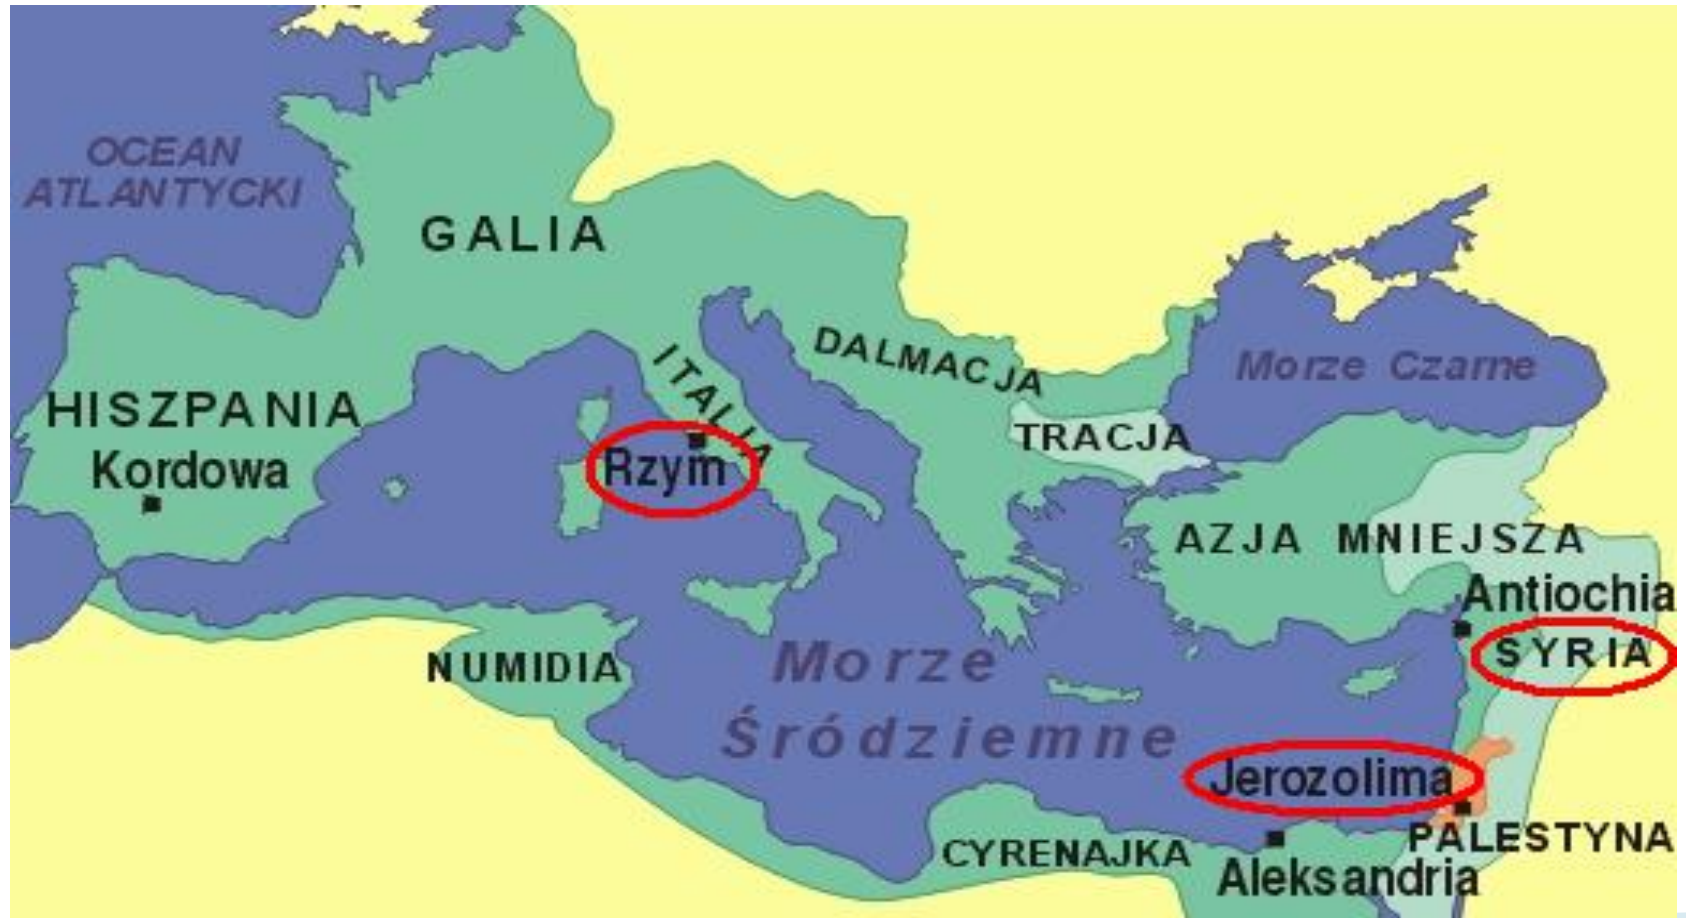 OCEAN
ATLANTYCKI
GALIA
DALMACJA
ITALIA
Morze Czarne
HISZPANIA
Kordowa
Rzym
TRACJA
AZJA MNIEJSZA
Antiochia
SYRIA
NUMIDIA
Morze
Śródziemne
Jerozolima
PALESTYNA
CYRENAJKA
Aleksandria